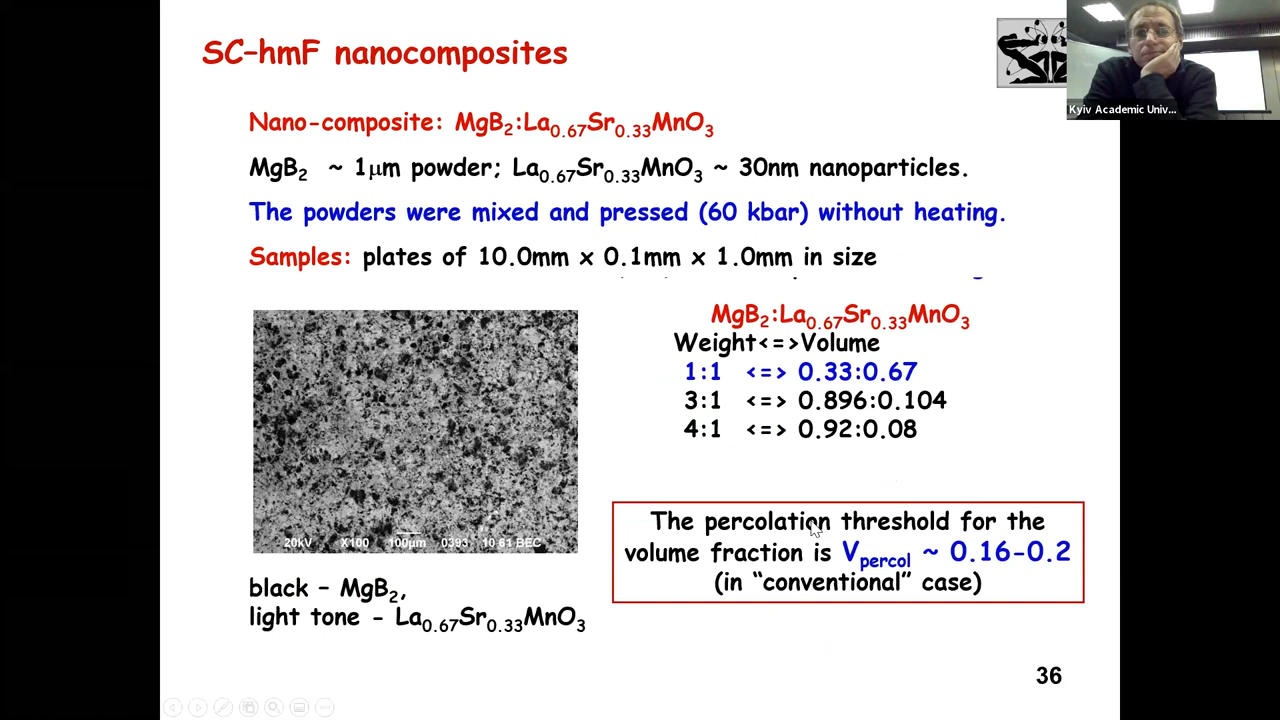 SC–hmF nanocomposites
Kyiv Academic Univ...
Nano-composite: MgB₂:La₀.₆₇Sr₀.₃₃MnO₃
MgB₂ ~ 1μm powder; La₀.₆₇Sr₀.₃₃MnO₃ ~ 30nm nanoparticles.
The powders were mixed and pressed (60 kbar) without heating.
Samples: plates of 10.0mm x 0.1mm x 1.0mm in size
MgB₂:La₀.₆₇Sr₀.₃₃MnO₃
Weight<=>Volume
1:1 <=> 0.33:0.67
3:1 <=> 0.896:0.104
4:1 <=> 0.92:0.08
20kV X100 100μm 0393 10 61 BEC
The percolation threshold for the
volume fraction is Vpercol ~ 0.16-0.2
(in “conventional” case)
black – MgB₂,
light tone - La₀.₆₇Sr₀.₃₃MnO₃
36